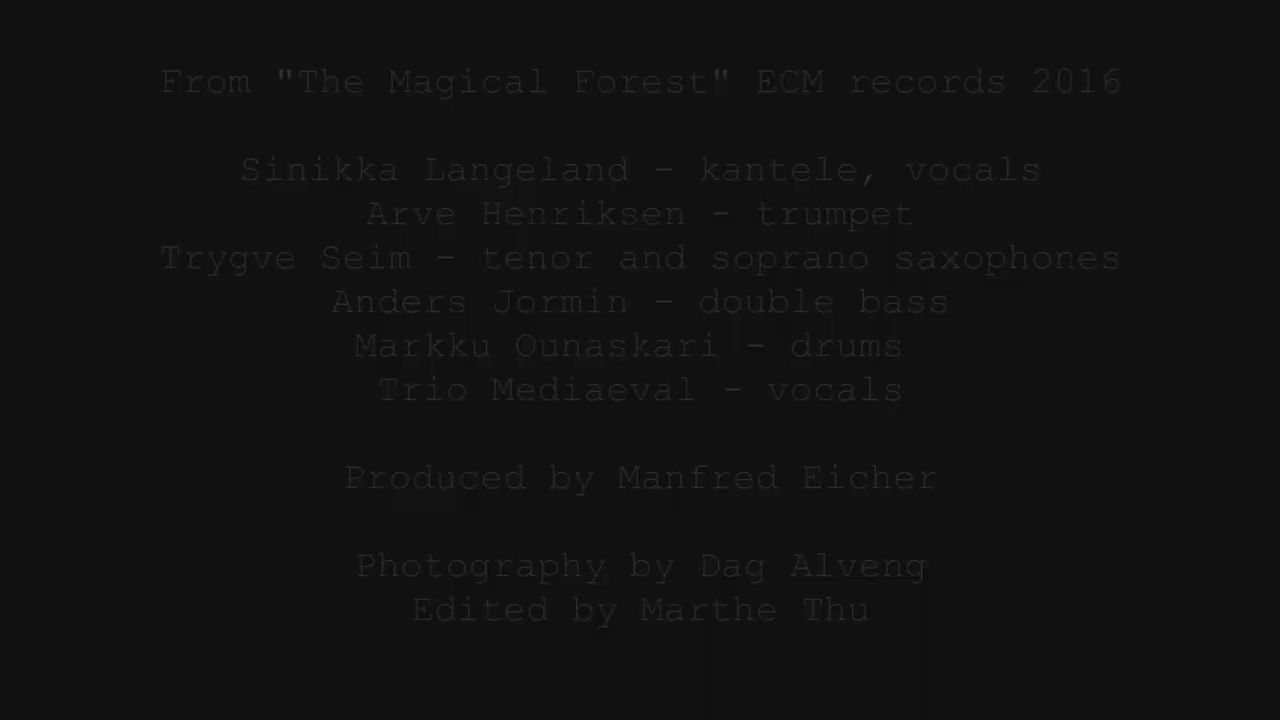 From "The Magical Forest" ECM records 2016
Sinikka Langeland - kantele, vocals
Arve Henriksen - trumpet
Trygve Seim - tenor and soprano saxophones
Anders Jormin - double bass
Markku Ounaskari - drums
Trio Mediaeval - vocals
Produced by Manfred Eicher
Photography by Dag Alveng
Edited by Marthe Thu